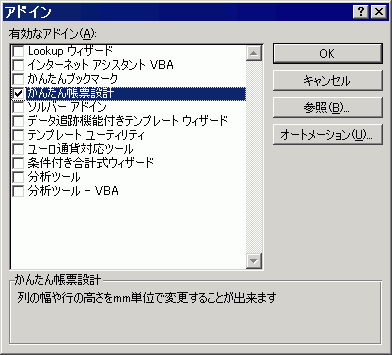 アドイン
有効なアドイン(A):
Lookup ウィザード
インターネット アシスタント VBA
かんたんブックマーク
かんたん帳票設計
ソルバー アドイン
データ追跡機能付きテンプレート ウィザード
テンプレート ユーティリティ
ユーロ通貨対応ツール
条件付き合計式ウィザード
分析ツール
分析ツール - VBA
OK
キャンセル
参照(B)...
オートメーション(U)...
かんたん帳票設計
列の幅や行の高さをmm単位で変更することが出来ます